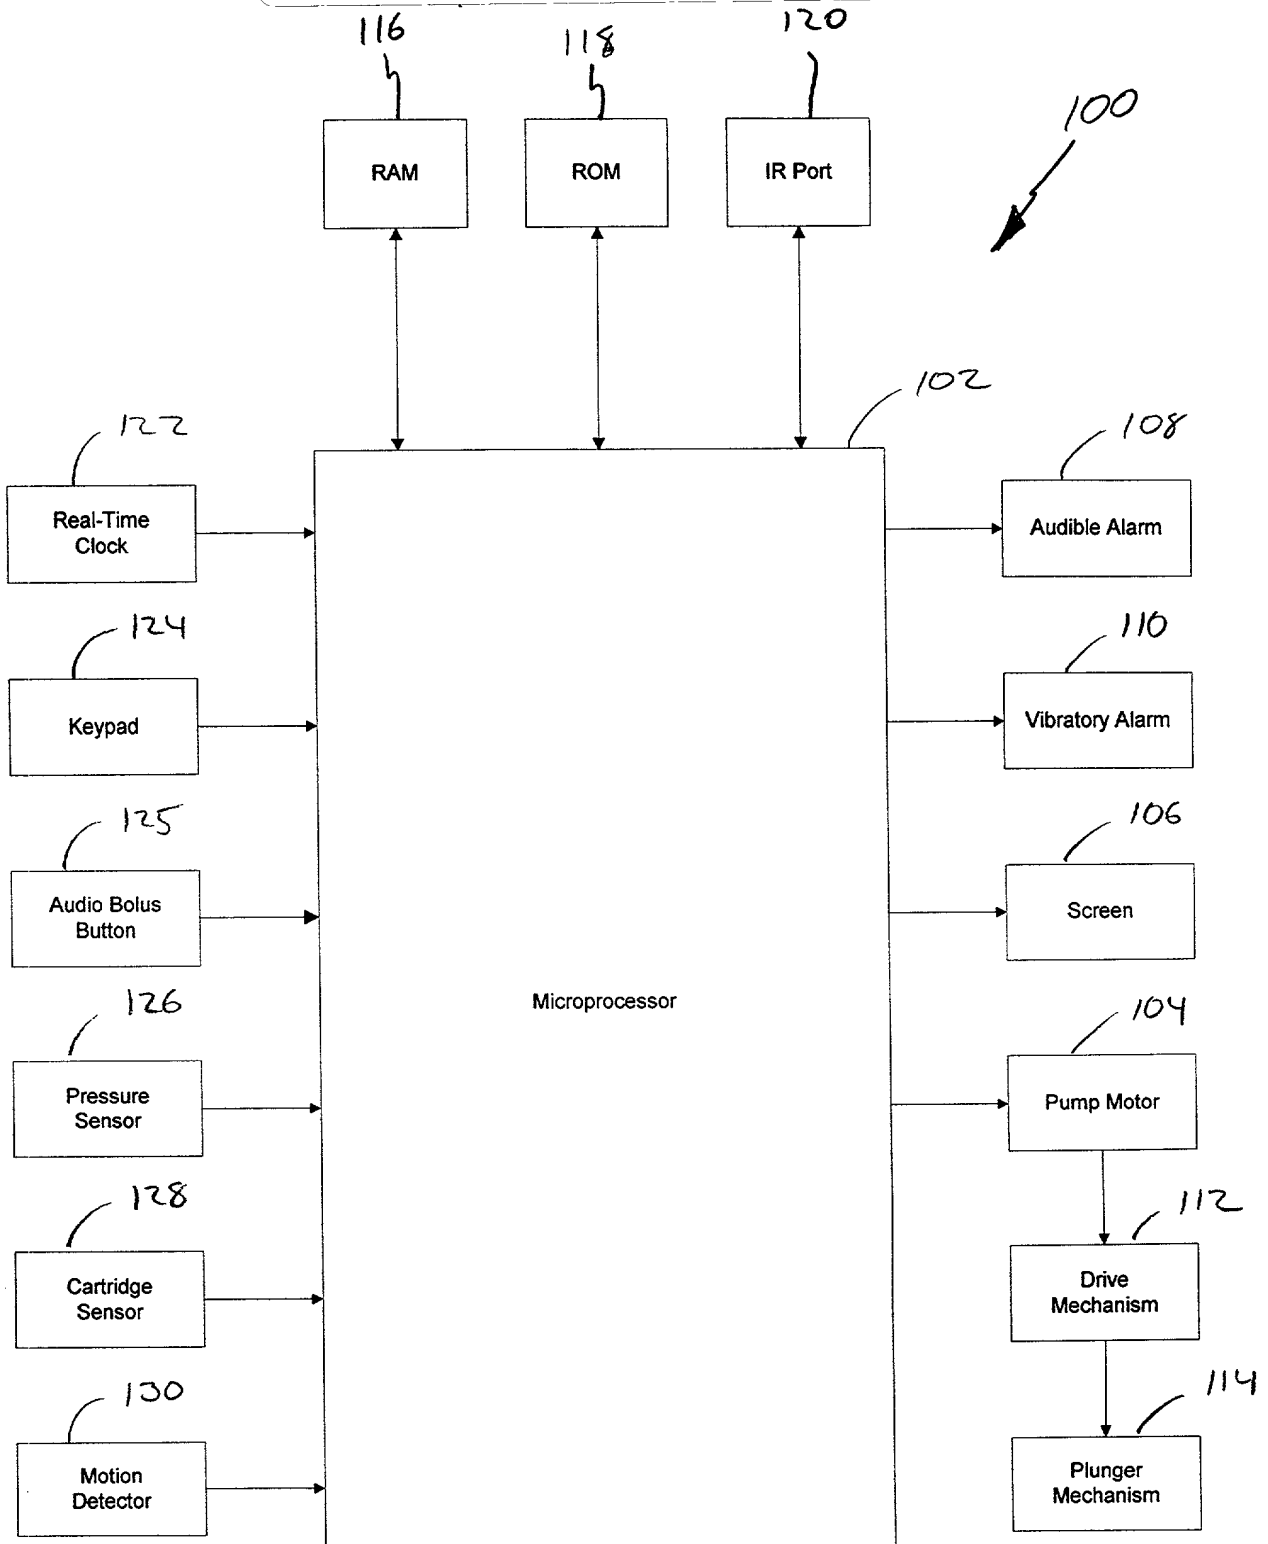 116
118
120
100
RAM
ROM
IR Port
102
122
108
Real-Time
Clock
Audible Alarm
124
110
Keypad
Vibratory Alarm
125
106
Audio Bolus
Button
Screen
Microprocessor
126
104
Pressure
Sensor
Pump Motor
128
112
Cartridge
Sensor
Drive
Mechanism
130
114
Motion
Detector
Plunger
Mechanism